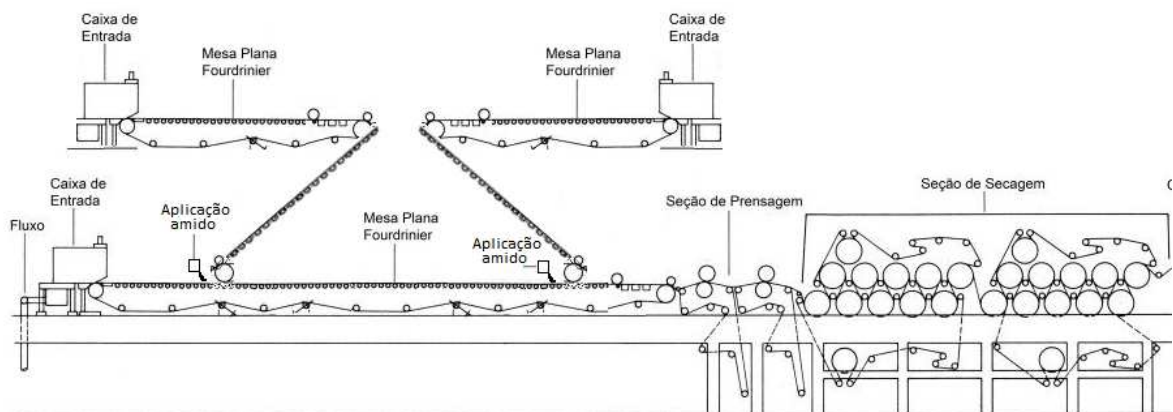 Caixa de
Entrada
Mesa Plana
Fourdrinier
Mesa Plana
Fourdrinier
Caixa de
Entrada
Caixa de
Entrada
Fluxo
Aplicação
amido
Mesa Plana
Fourdrinier
Aplicação
amido
Seção de Prensagem
Seção de Secagem
C